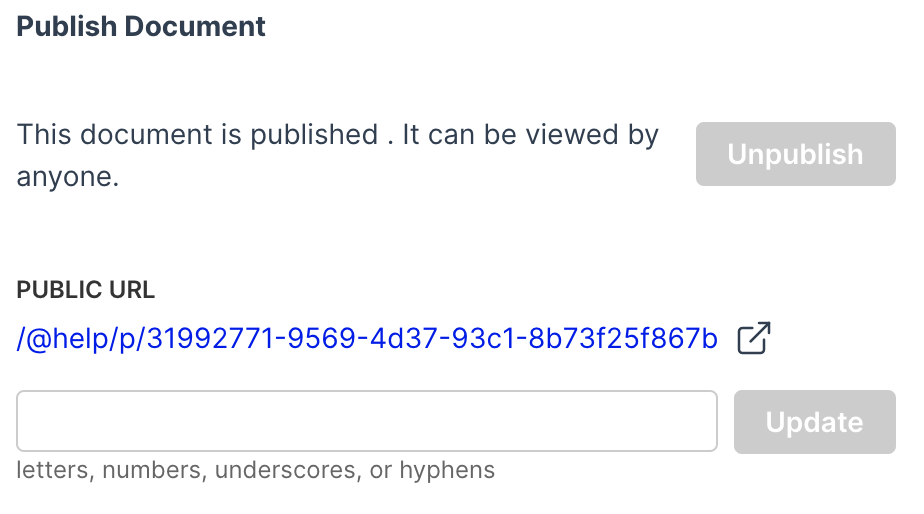 Publish Document
This document is published . It can be viewed by
anyone.
Unpublish
PUBLIC URL
/@help/p/31992771-9569-4d37-93c1-8b73f25f867b
Update
letters, numbers, underscores, or hyphens